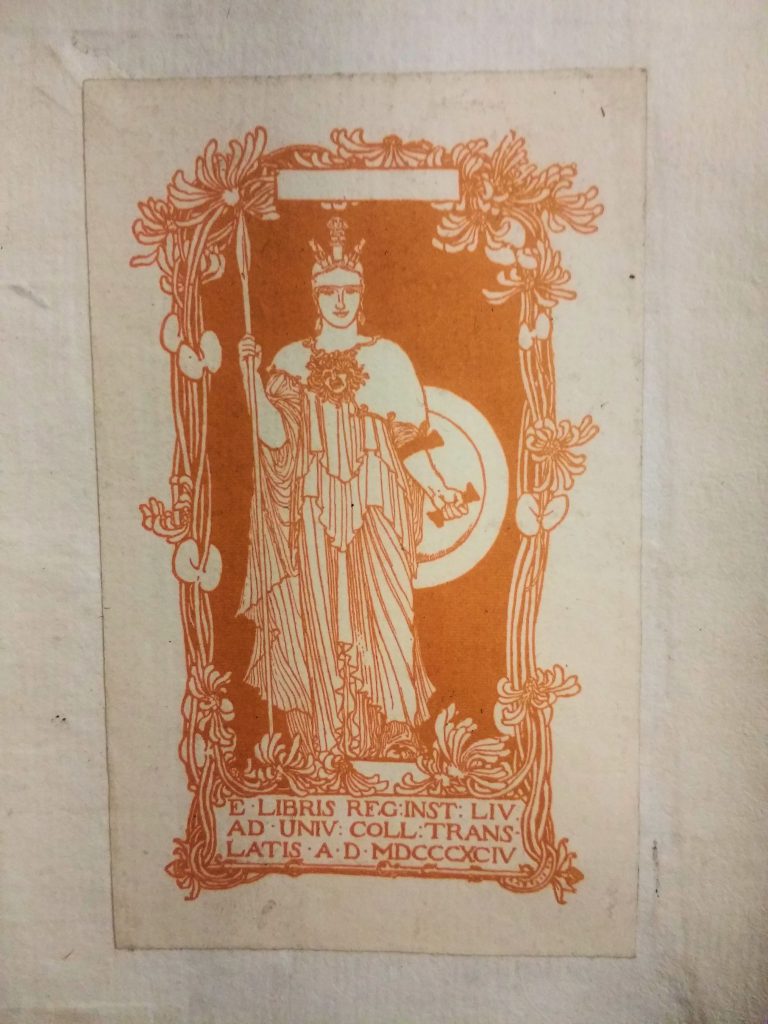 E·LIBRIS REG:INST: LIV.
AD·UNIV: COLL:TRANS·
LATIS·A·D·MDCCCXCIV